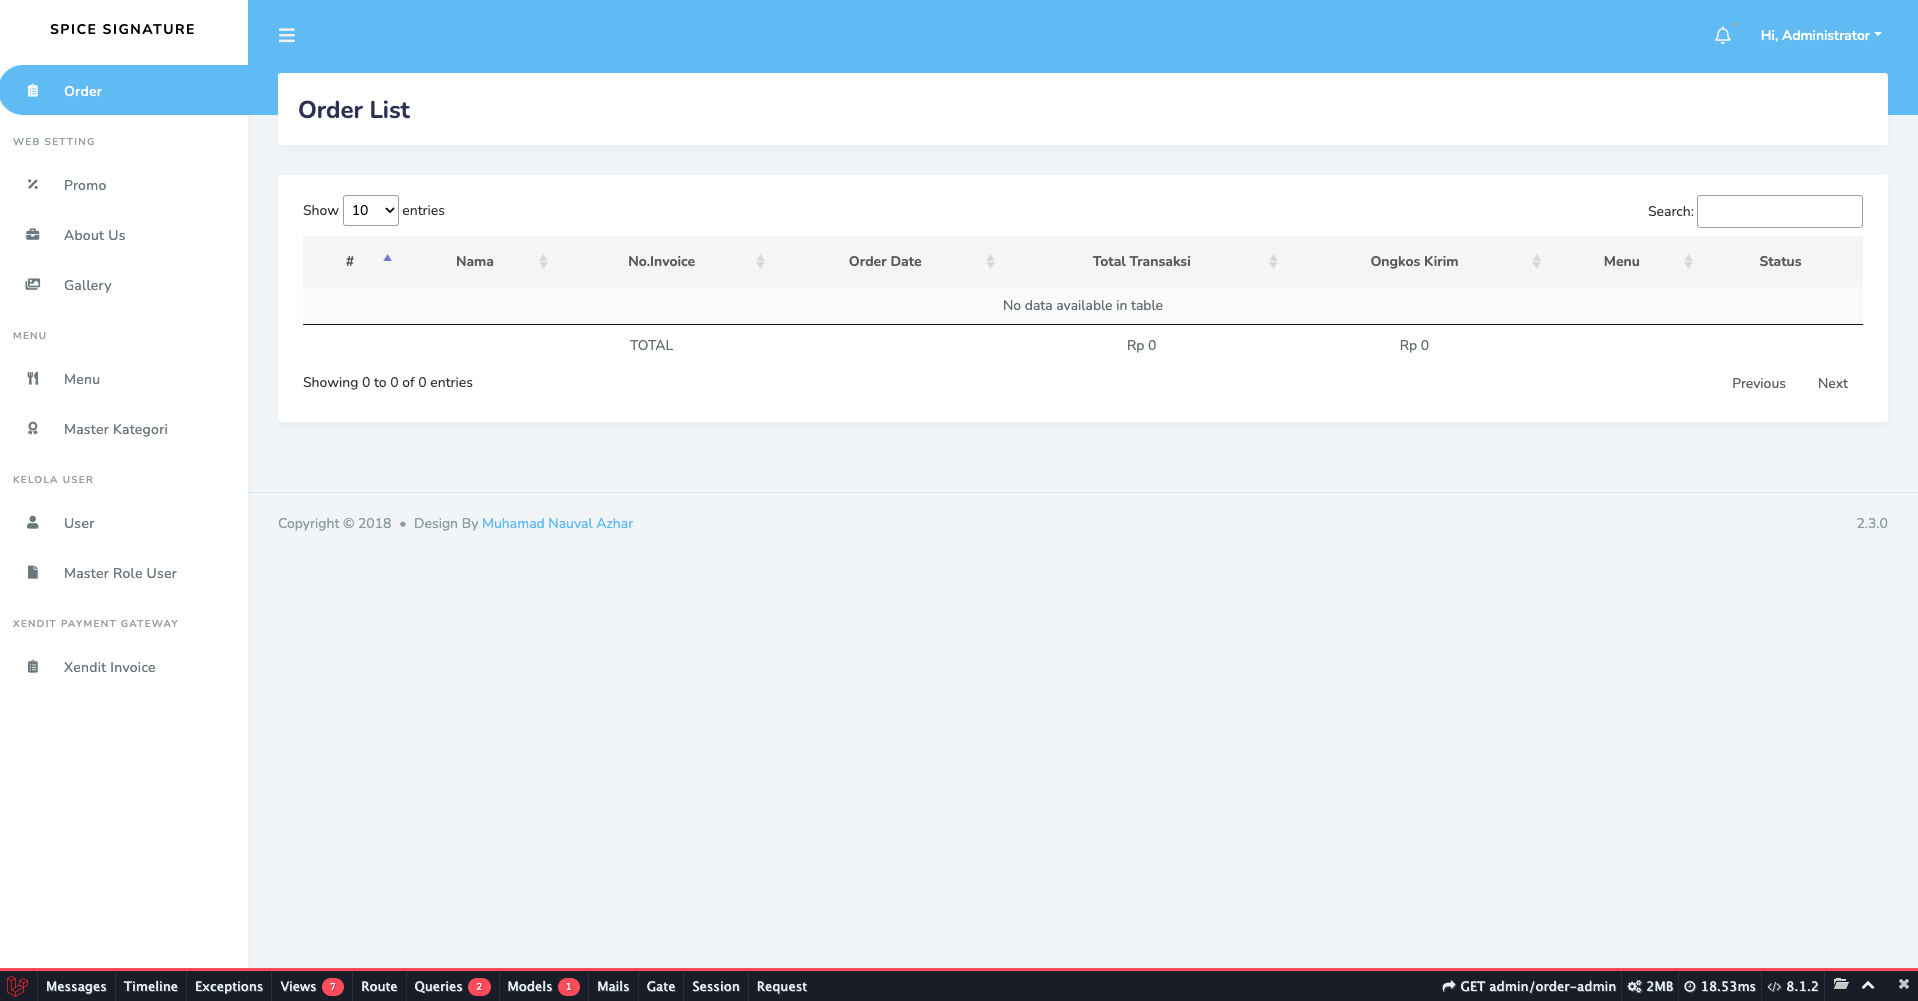 SPICE SIGNATURE
Hi, Administrator
Order
Order List
WEB SETTING
Promo
About Us
Gallery
MENU
Menu
Master Kategori
KELOLA USER
User
Master Role User
XENDIT PAYMENT GATEWAY
Xendit Invoice
Show 10 entries
Search:
# Nama No.Invoice Order Date Total Transaksi Ongkos Kirim Menu Status
No data available in table
TOTAL Rp 0 Rp 0
Showing 0 to 0 of 0 entries
Previous Next
Copyright © 2018 • Design By Muhamad Nauval Azhar
2.3.0
Messages Timeline Exceptions Views 7 Route Queries 2 Models 1 Mails Gate Session Request GET admin/order-admin 2MB 18.53ms 8.1.2